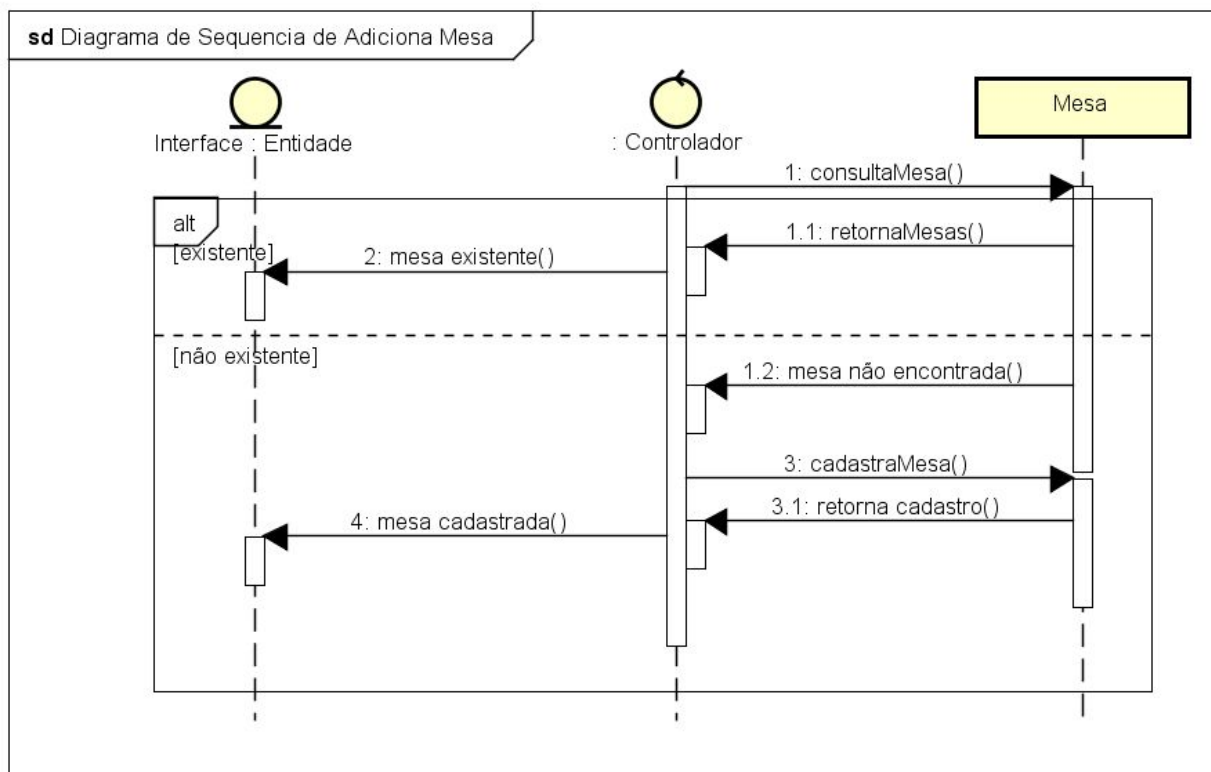 sd Diagrama de Sequencia de Adiciona Mesa
Interface : Entidade
: Controlador
Mesa
1: consultaMesa()
alt
[existente]
1.1: retornaMesas()
2: mesa existente()
[não existente]
1.2: mesa não encontrada()
3: cadastraMesa()
3.1: retorna cadastro()
4: mesa cadastrada()